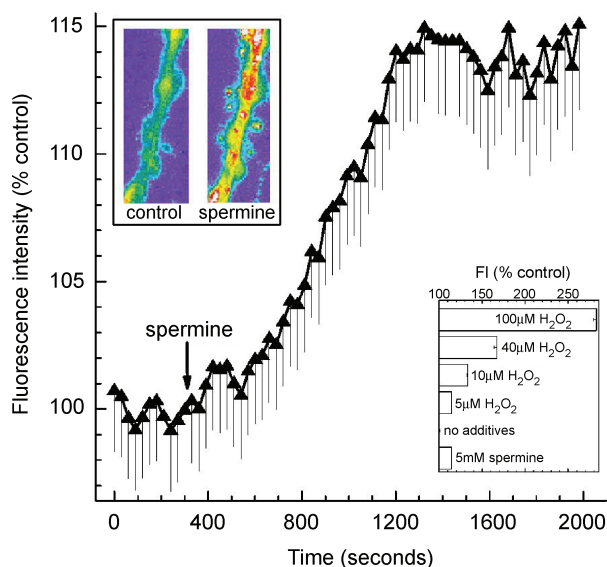 115
110
105
100
Fluorescence intensity (% control)
control spermine
spermine
FI (% control)
100 150 200 250
100µM H₂O₂
40µM H₂O₂
10µM H₂O₂
5µM H₂O₂
no additives
5mM spermine
0 400 800 1200 1600 2000
Time (seconds)